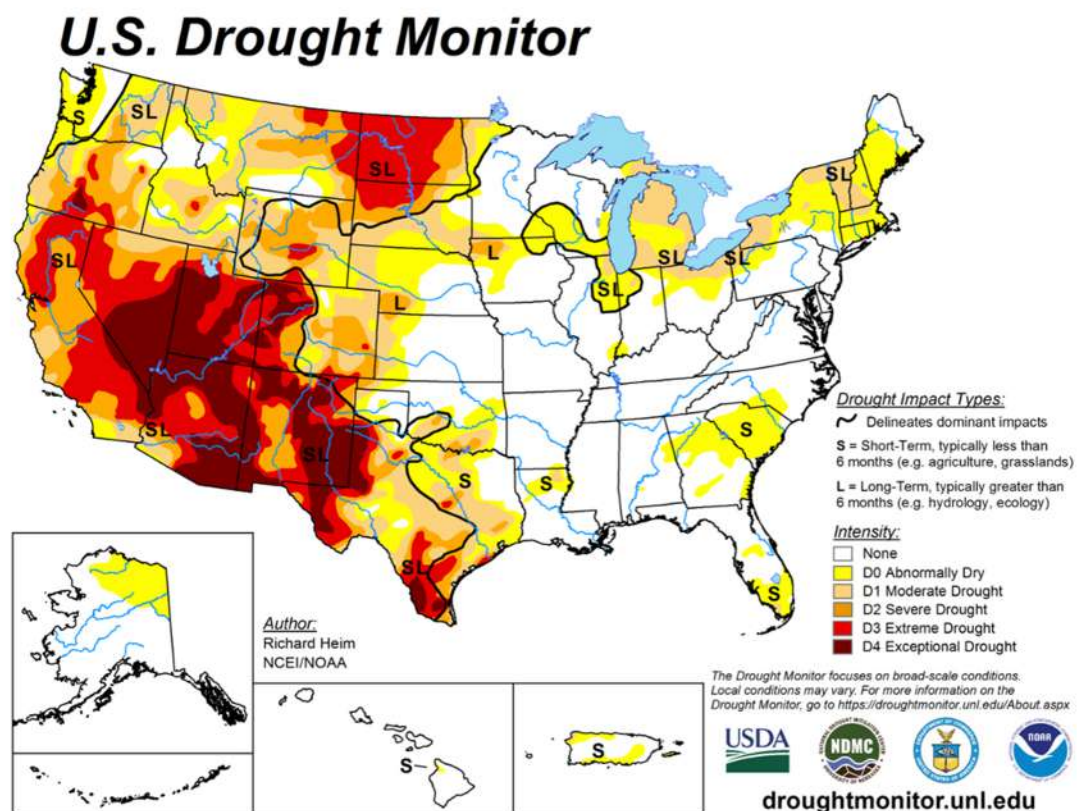 U.S. Drought Monitor
S
SL
SL
SL
SL
L
L
SL
SL
SL
SL
SL
SL
S
S
SL
S
S
Drought Impact Types:
Delineates dominant impacts
S = Short-Term, typically less than
6 months (e.g. agriculture, grasslands)
L = Long-Term, typically greater than
6 months (e.g. hydrology, ecology)
Intensity:
None
D0 Abnormally Dry
D1 Moderate Drought
D2 Severe Drought
D3 Extreme Drought
D4 Exceptional Drought
Author:
Richard Heim
NCEI/NOAA
S
S
The Drought Monitor focuses on broad-scale conditions.
Local conditions may vary. For more information on the
Drought Monitor, go to https://droughtmonitor.unl.edu/About.aspx
USDA
NDMC
NOAA
droughtmonitor.unl.edu